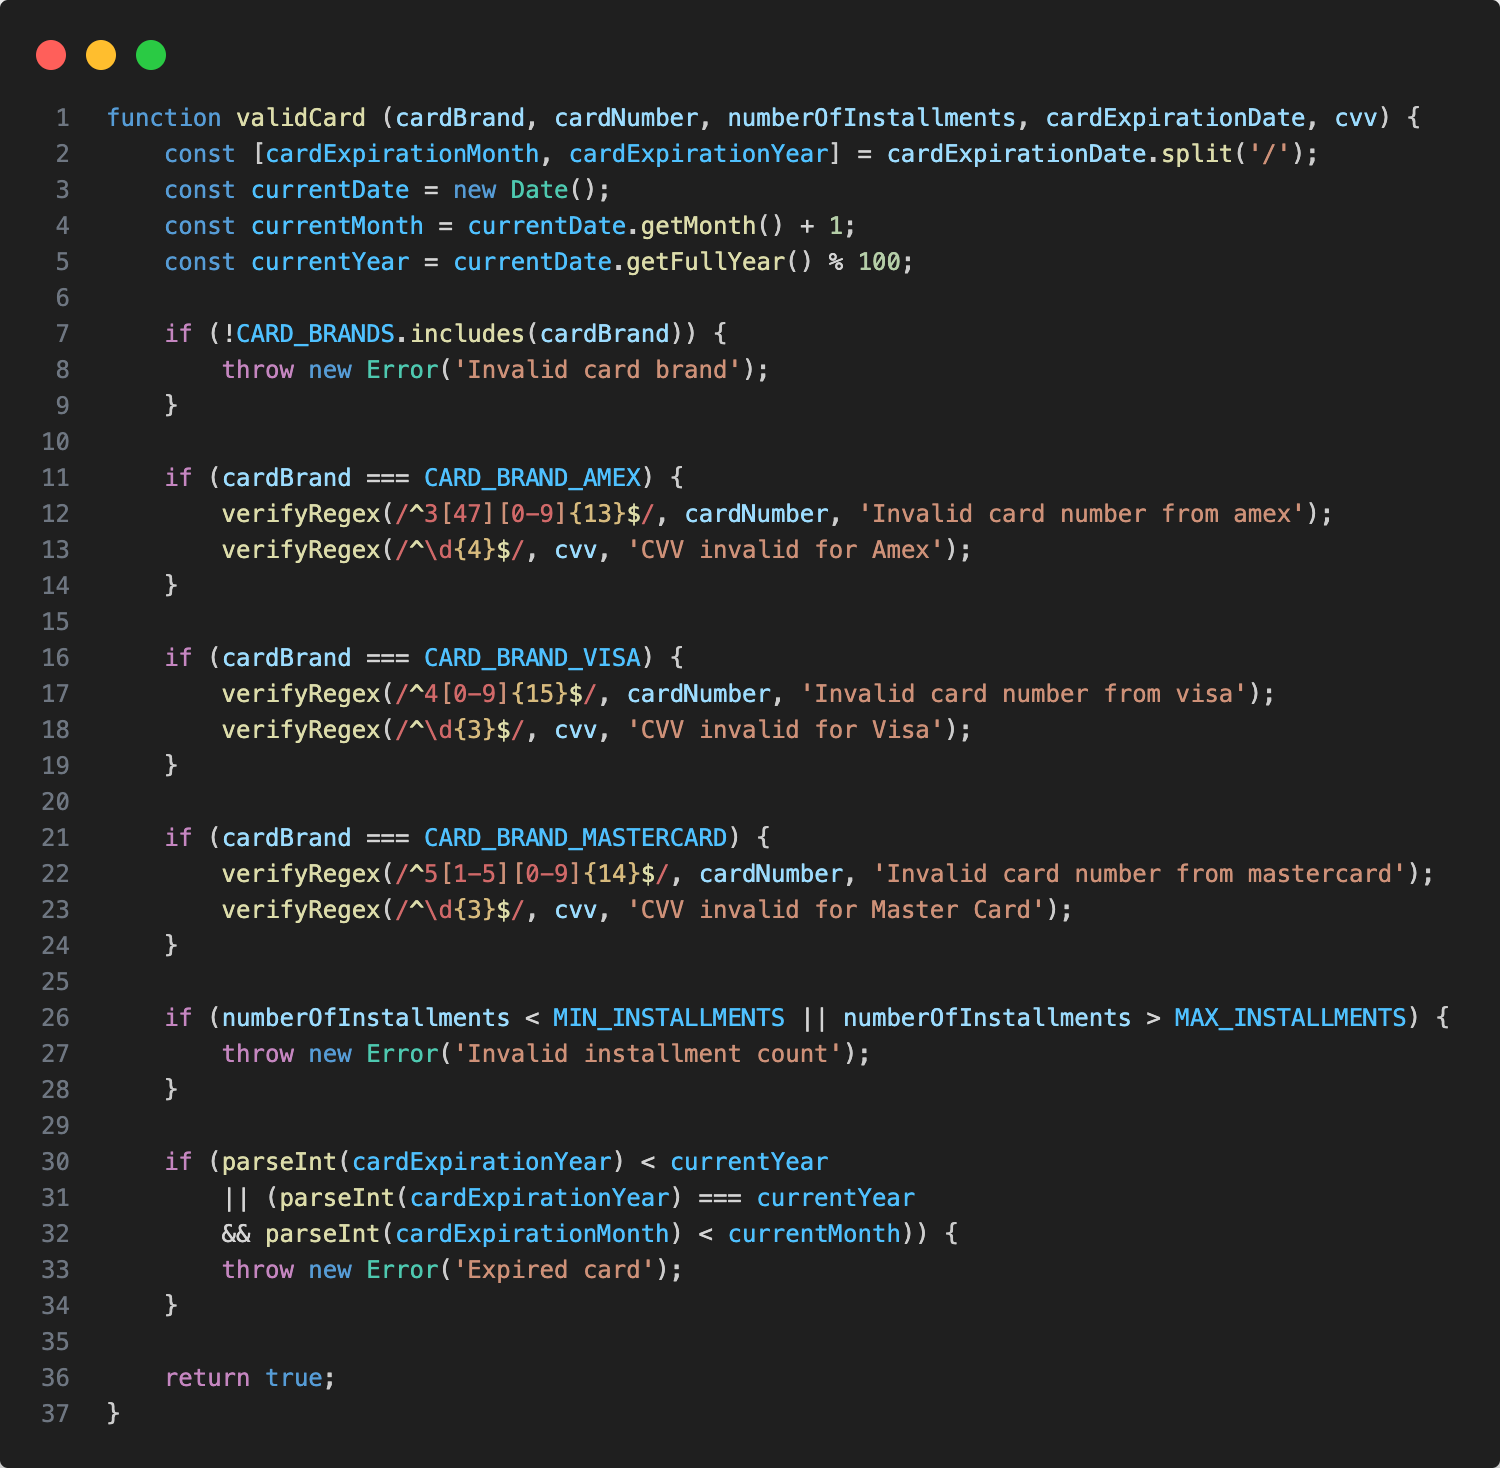 1 function validCard (cardBrand, cardNumber, numberOfInstallments, cardExpirationDate, cvv) {
2     const [cardExpirationMonth, cardExpirationYear] = cardExpirationDate.split('/');
3     const currentDate = new Date();
4     const currentMonth = currentDate.getMonth() + 1;
5     const currentYear = currentDate.getFullYear() % 100;
6
7     if (!CARD_BRANDS.includes(cardBrand)) {
8         throw new Error('Invalid card brand');
9     }
10
11     if (cardBrand === CARD_BRAND_AMEX) {
12         verifyRegex(/^3[47][0-9]{13}$/, cardNumber, 'Invalid card number from amex');
13         verifyRegex(/^\d{4}$/, cvv, 'CVV invalid for Amex');
14     }
15
16     if (cardBrand === CARD_BRAND_VISA) {
17         verifyRegex(/^4[0-9]{15}$/, cardNumber, 'Invalid card number from visa');
18         verifyRegex(/^\d{3}$/, cvv, 'CVV invalid for Visa');
19     }
20
21     if (cardBrand === CARD_BRAND_MASTERCARD) {
22         verifyRegex(/^5[1-5][0-9]{14}$/, cardNumber, 'Invalid card number from mastercard');
23         verifyRegex(/^\d{3}$/, cvv, 'CVV invalid for Master Card');
24     }
25
26     if (numberOfInstallments < MIN_INSTALLMENTS || numberOfInstallments > MAX_INSTALLMENTS) {
27         throw new Error('Invalid installment count');
28     }
29
30     if (parseInt(cardExpirationYear) < currentYear
31         || (parseInt(cardExpirationYear) === currentYear
32         && parseInt(cardExpirationMonth) < currentMonth)) {
33         throw new Error('Expired card');
34     }
35
36     return true;
37 }